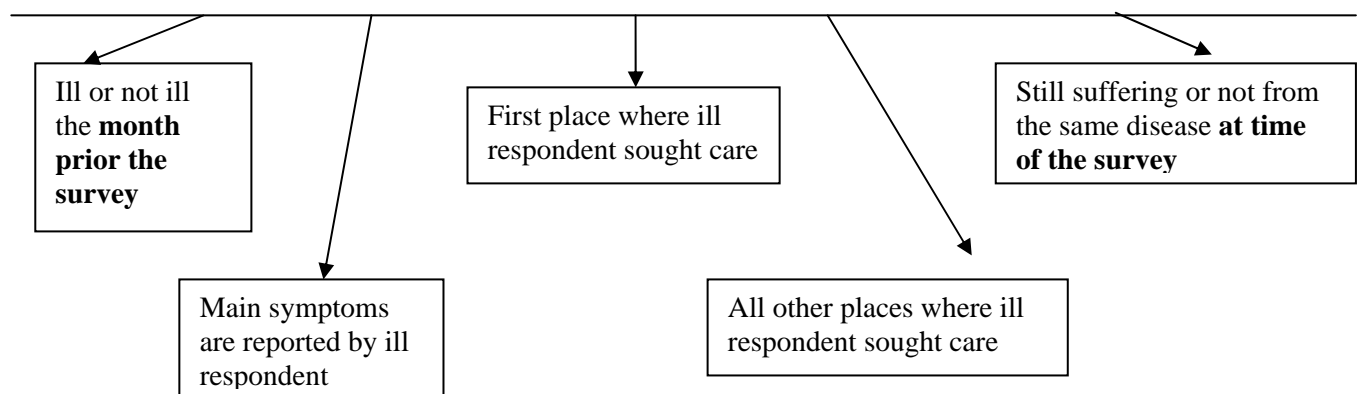 Ill or not ill
the month
prior the
survey
Main symptoms
are reported by ill
respondent
First place where ill
respondent sought care
All other places where ill
respondent sought care
Still suffering or not from
the same disease at time
of the survey